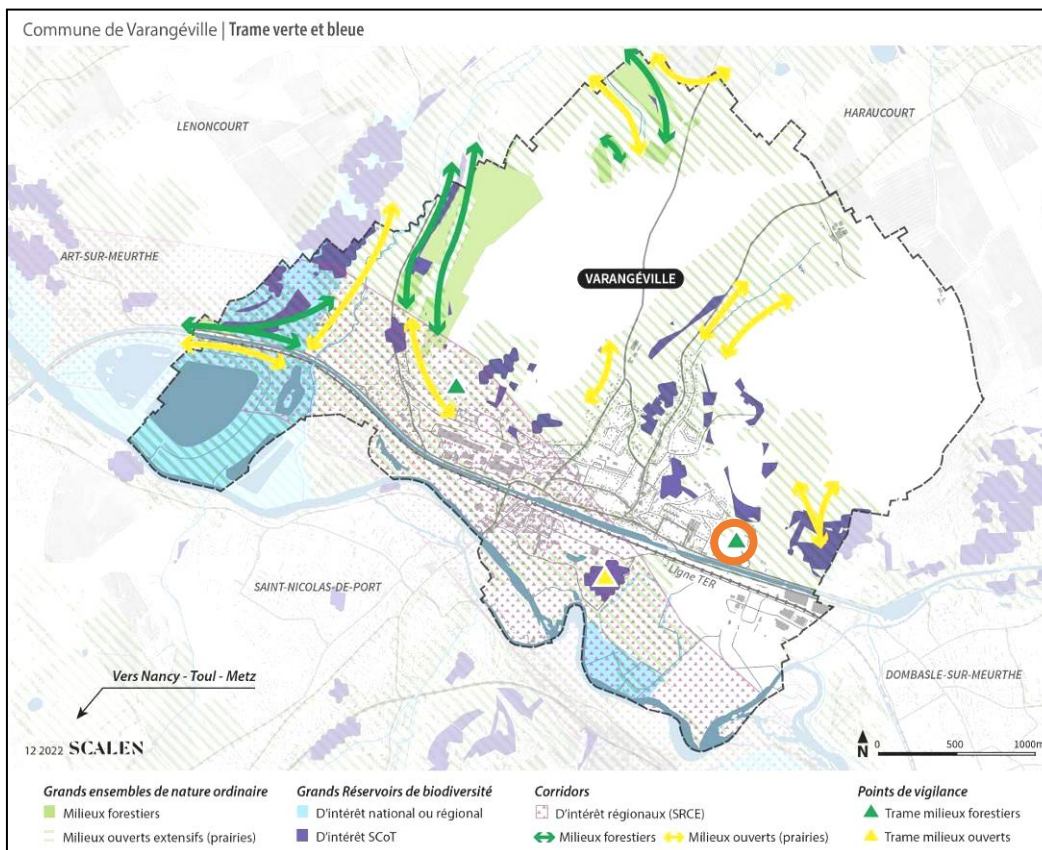 Commune de Varangéville | Trame verte et bleue
LENONCOURT
HARAUCOURT
ART-SUR-MEURTHE
VARANGÉVILLE
SAINT-NICOLAS-DE-PORT
Ligne TER
DOMBASLE-SUR-MEURTHE
Vers Nancy - Toul - Metz
12 2022 SCALEN
N 0 500 1000m
Grands ensembles de nature ordinaire
Milieux forestiers
Milieux ouverts extensifs (prairies)
Grands Réservoirs de biodiversité
D'intérêt national ou régional
D'intérêt SCoT
Corridors
D'intérêt régionaux (SRCE)
Milieux forestiers Milieux ouverts (prairies)
Points de vigilance
Trame milieux forestiers
Trame milieux ouverts